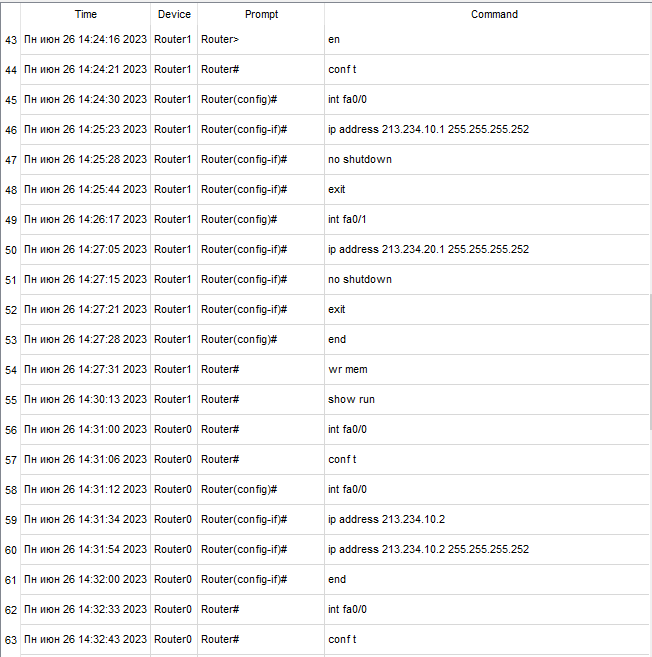 Time Device Prompt Command
43 Пн июн 26 14:24:16 2023 Router1 Router> en
44 Пн июн 26 14:24:21 2023 Router1 Router# conf t
45 Пн июн 26 14:24:30 2023 Router1 Router(config)# int fa0/0
46 Пн июн 26 14:25:23 2023 Router1 Router(config-if)# ip address 213.234.10.1 255.255.255.252
47 Пн июн 26 14:25:28 2023 Router1 Router(config-if)# no shutdown
48 Пн июн 26 14:25:44 2023 Router1 Router(config-if)# exit
49 Пн июн 26 14:26:17 2023 Router1 Router(config)# int fa0/1
50 Пн июн 26 14:27:05 2023 Router1 Router(config-if)# ip address 213.234.20.1 255.255.255.252
51 Пн июн 26 14:27:15 2023 Router1 Router(config-if)# no shutdown
52 Пн июн 26 14:27:21 2023 Router1 Router(config-if)# exit
53 Пн июн 26 14:27:28 2023 Router1 Router(config)# end
54 Пн июн 26 14:27:31 2023 Router1 Router# wr mem
55 Пн июн 26 14:30:13 2023 Router1 Router# show run
56 Пн июн 26 14:31:00 2023 Router0 Router# int fa0/0
57 Пн июн 26 14:31:06 2023 Router0 Router# conf t
58 Пн июн 26 14:31:12 2023 Router0 Router(config)# int fa0/0
59 Пн июн 26 14:31:34 2023 Router0 Router(config-if)# ip address 213.234.10.2
60 Пн июн 26 14:31:54 2023 Router0 Router(config-if)# ip address 213.234.10.2 255.255.255.252
61 Пн июн 26 14:32:00 2023 Router0 Router(config-if)# end
62 Пн июн 26 14:32:33 2023 Router0 Router# int fa0/0
63 Пн июн 26 14:32:43 2023 Router0 Router# conf t